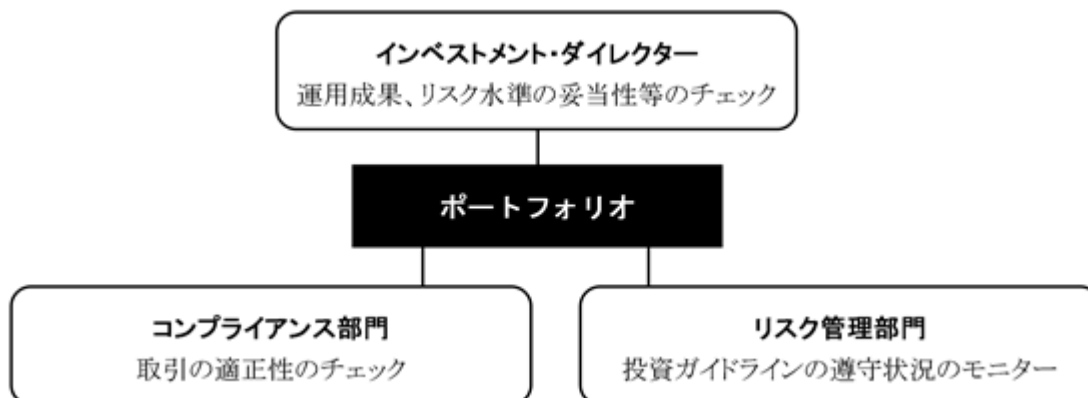 インベストメント・ダイレクター
運用成果、リスク水準の妥当性等のチェック
ポートフォリオ
コンプライアンス部門
取引の適正性のチェック
リスク管理部門
投資ガイドラインの遵守状況のモニター